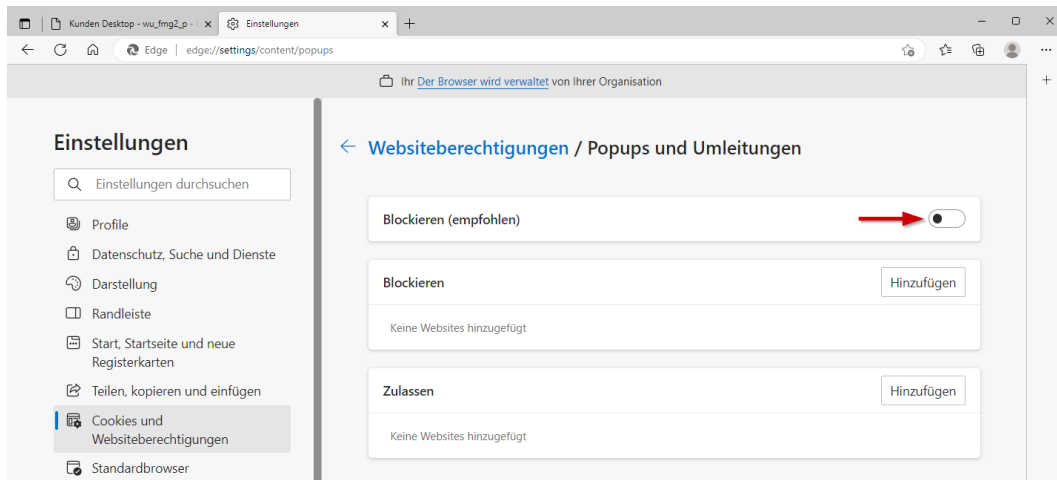 Kunden Desktop - wu_fmg2_p -
Einstellungen
Edge | edge://settings/content/popups
Ihr Der Browser wird verwaltet von Ihrer Organisation
Einstellungen
Einstellungen durchsuchen
Profile
Datenschutz, Suche und Dienste
Darstellung
Randleiste
Start, Startseite und neue
Registerkarten
Teilen, kopieren und einfügen
Cookies und
Websiteberechtigungen
Standardbrowser
Websiteberechtigungen / Popups und Umleitungen
Blockieren (empfohlen)
Blockieren
Hinzufügen
Keine Websites hinzugefügt
Zulassen
Hinzufügen
Keine Websites hinzugefügt